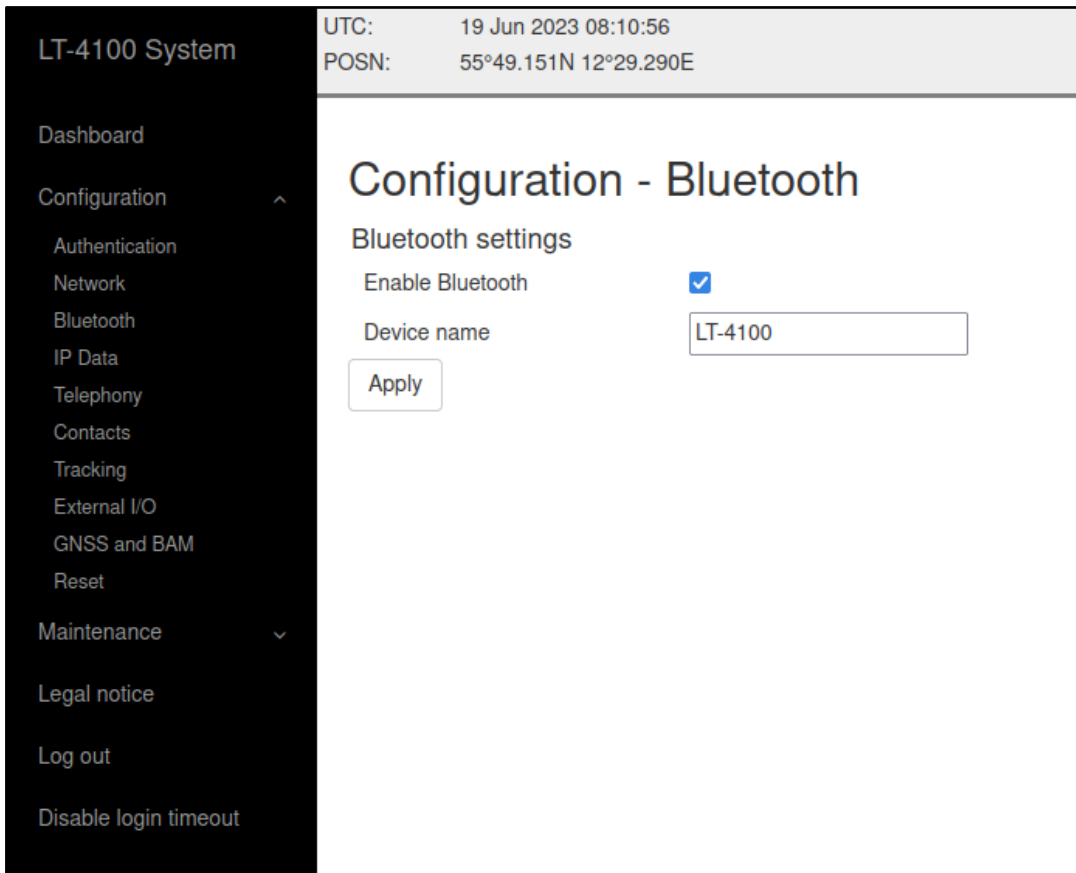 LT-4100 System
Dashboard
Configuration
Authentication
Network
Bluetooth
IP Data
Telephony
Contacts
Tracking
External I/O
GNSS and BAM
Reset
Maintenance
Legal notice
Log out
Disable login timeout
UTC: 19 Jun 2023 08:10:56
POSN: 55°49.151N 12°29.290E
Configuration - Bluetooth
Bluetooth settings
Enable Bluetooth
Device name LT-4100
Apply